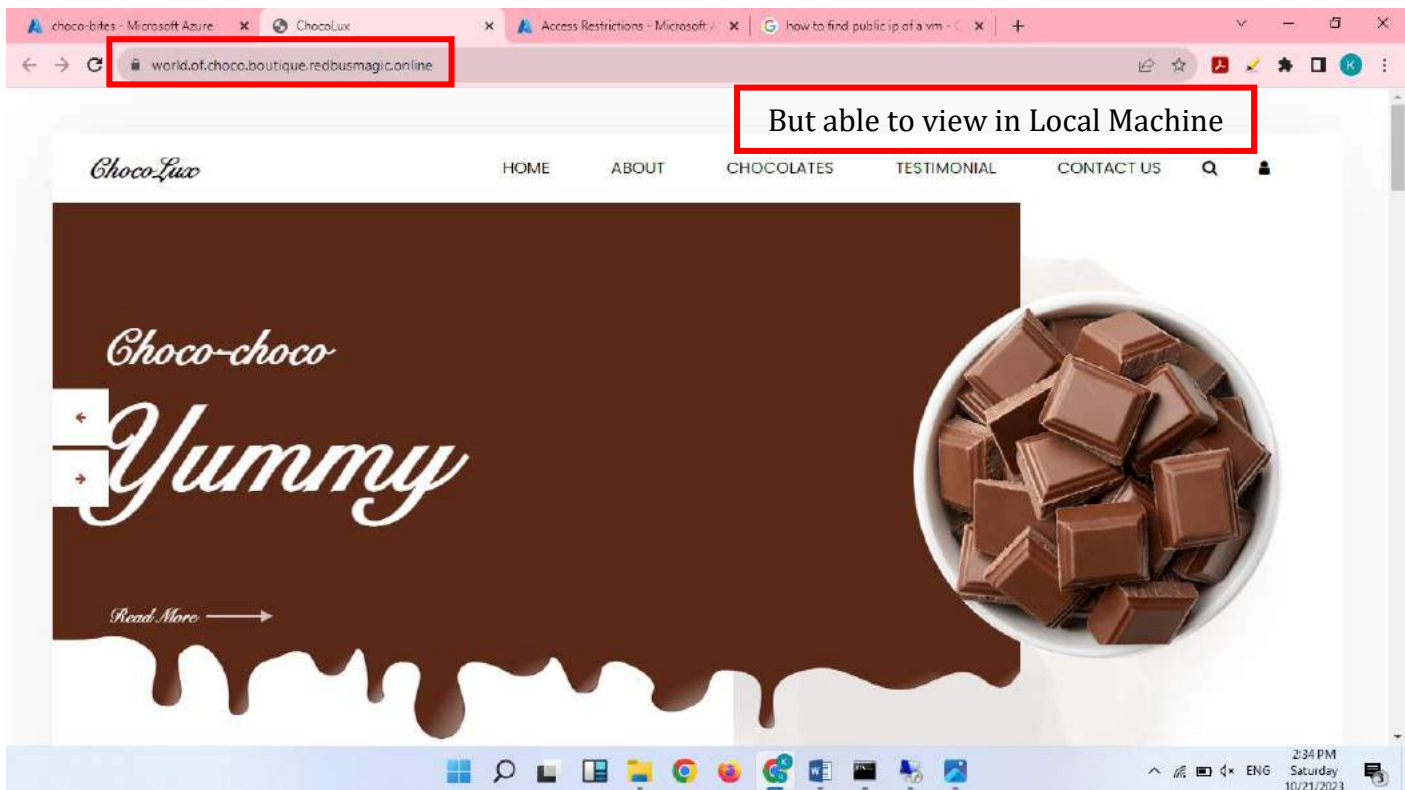 choco-bites - Microsoft Azure
ChocoLux
Access Restrictions - Microsoft A
how to find public ip of a vm - G
world.of.choco.boutique.redbusmagic.online
K
But able to view in Local Machine
ChocoLux
HOME ABOUT CHOCOLATES TESTIMONIAL CONTACT US
Choco-choco
Yummy
Read More
ENG
2:34 PM
Saturday
10/21/2023
3